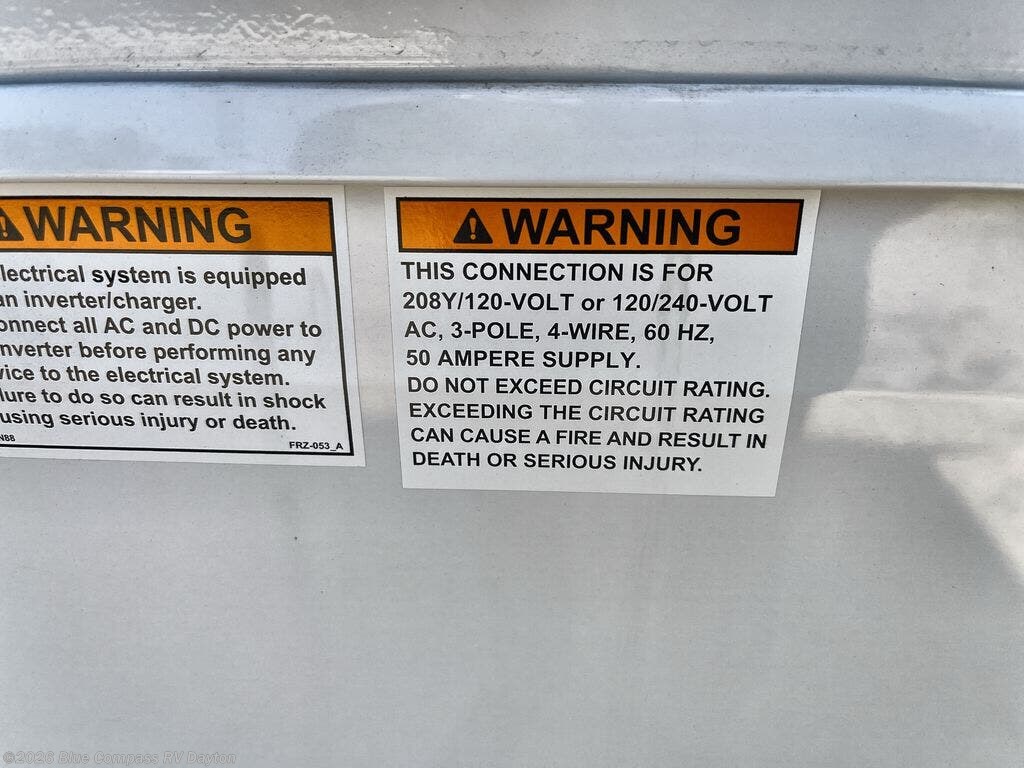 WARNING
lectrical system is equipped
an inverter/charger.
onnect all AC and DC power to
nverter before performing any
vice to the electrical system.
ilure to do so can result in shock
using serious injury or death.
N88
FRZ-053_A
WARNING
THIS CONNECTION IS FOR
208Y/120-VOLT or 120/240-VOLT
AC, 3-POLE, 4-WIRE, 60 HZ,
50 AMPERE SUPPLY.
DO NOT EXCEED CIRCUIT RATING.
EXCEEDING THE CIRCUIT RATING
CAN CAUSE A FIRE AND RESULT IN
DEATH OR SERIOUS INJURY.
©2026 Blue Compass RV Dayton